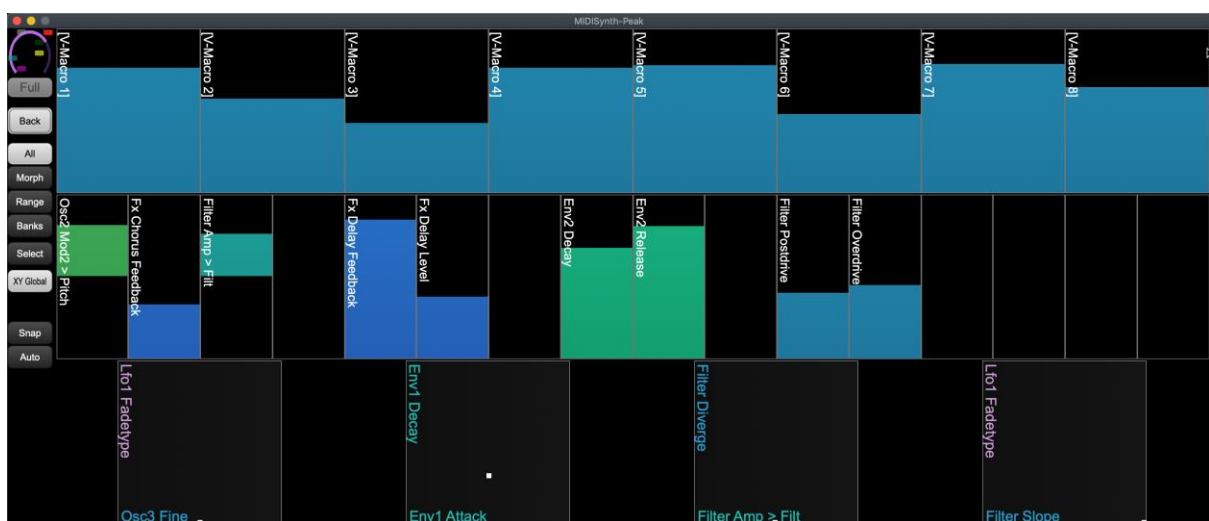 MIDISynth-Peak
Full
Back
All
Morph
Range
Banks
Select
XY Global
Snap
Auto
[V-Macro 1]
[V-Macro 2]
[V-Macro 3]
[V-Macro 4]
[V-Macro 5]
[V-Macro 6]
[V-Macro 7]
[V-Macro 8]
Osc2 Mod2 > Pitch
Fx Chorus Feedback
Filter Amp > Filt
Fx Delay Feedback
Fx Delay Level
Env2 Decay
Env2 Release
Filter Postdrive
Filter Overdrive
Lfo1 Fadetype
Osc3 Fine
Env1 Decay
Env1 Attack
Filter Diverge
Filter Amp > Filt
Lfo1 Fadetype
Filter Slope